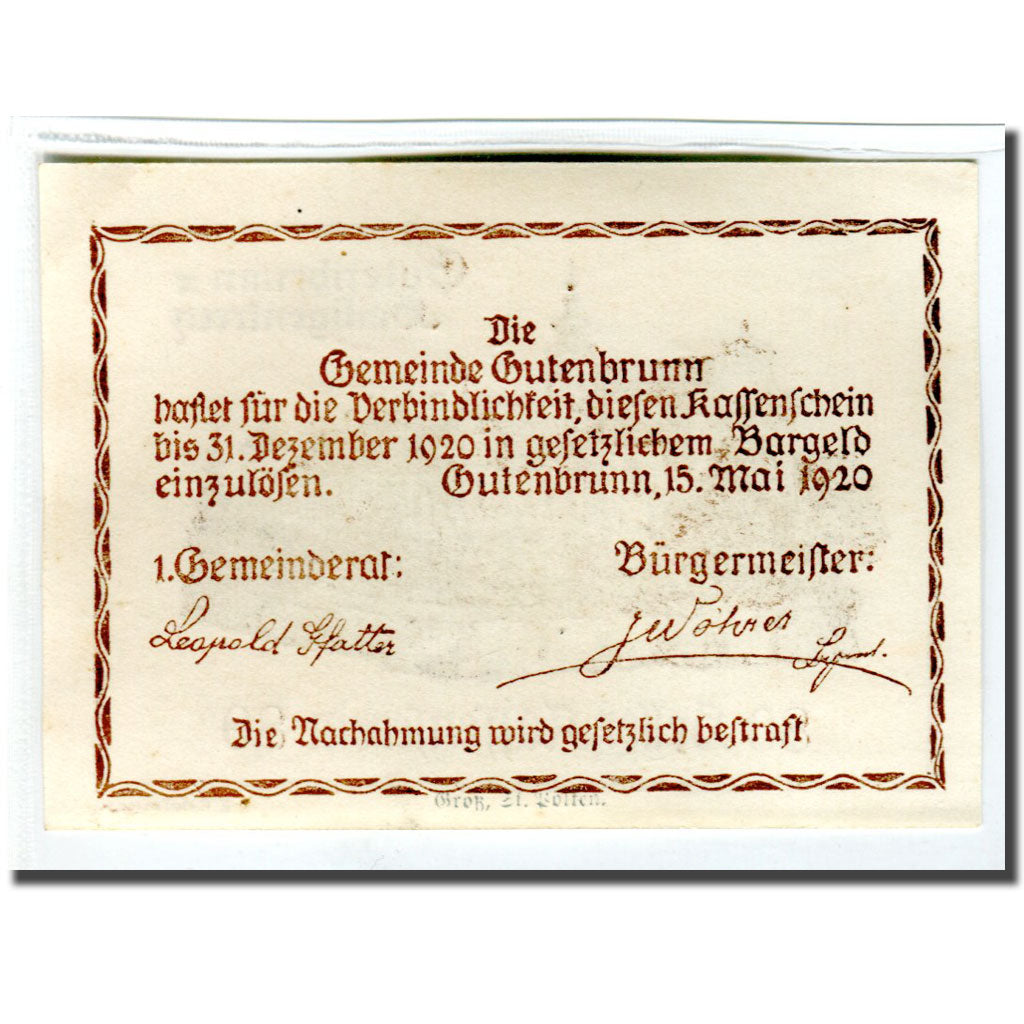 Die
Gemeinde Gutenbrunn
haftet für die Verbindlichkeit, diesen Kassenschein
bis 31. Dezember 1920 in gesetzlichem Bargeld
einzulösen. Gutenbrunn, 15. Mai 1920
1. Gemeinderat: Bürgermeister:
Leopold Pfatter JWöhrer
Die Nachahmung wird gesetzlich bestraft.
Groß, St. Pölten.